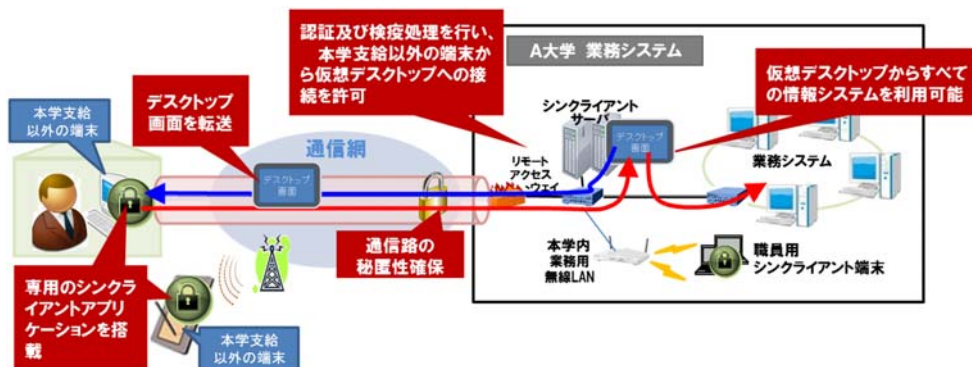 認証及び検疫処理を行い、
本学支給以外の端末か
ら仮想デスクトップへの接
続を許可
A大学 業務システム
仮想デスクトップからすべて
の情報システムを利用可能
デスクトップ
画面を転送
本学支給
以外の端末
通信網
デスクトップ
画面
シンクライアント
サーバ
デスクトップ
画面
リモート
アクセス
ウェイ
業務システム
通信路の
秘匿性確保
本学内
業務用
無線LAN
職員用
シンクライアント端末
専用のシンクラ
イアントアプリ
ケーションを搭
載
本学支給
以外の端末